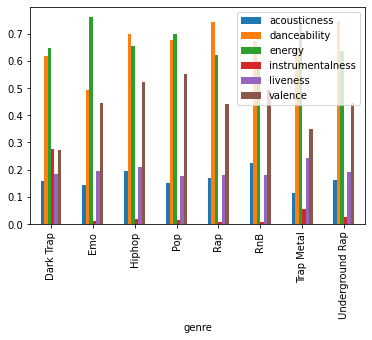 acousticness
danceability
energy
instrumentalness
liveness
valence
0.7
0.6
0.5
0.4
0.3
0.2
0.1
0.0
Dark Trap
Emo
Hiphop
Pop
Rap
RnB
Trap Metal
Underground Rap
genre